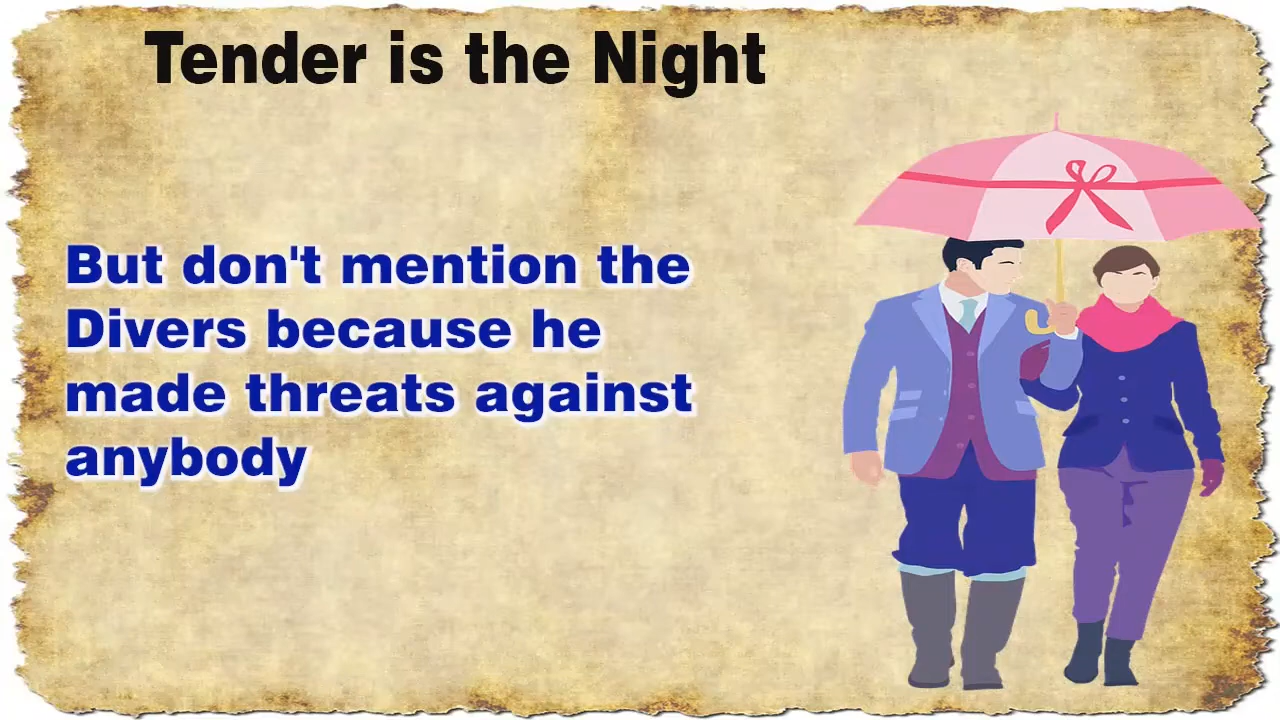 Tender is the Night
But don't mention the
Divers because he
made threats against
anybody